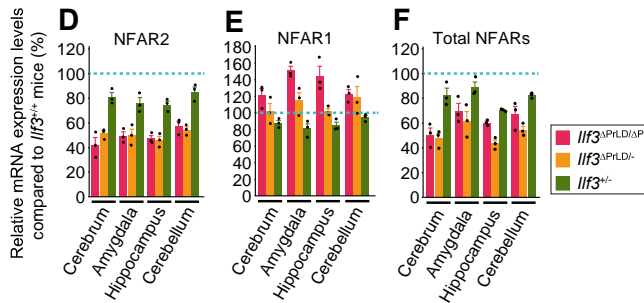 D
NFAR2
E
NFAR1
F
Total NFARs
Relative mRNA expression levels
compared to Ilf3+/+ mice (%)
120
100
80
60
40
20
0
Cerebrum
Amygdala
Hippocampus
Cerebellum
180
160
140
120
100
80
60
40
20
0
Cerebrum
Amygdala
Hippocampus
Cerebellum
140
120
100
80
60
40
20
0
Cerebrum
Amygdala
Hippocampus
Cerebellum
Ilf3ΔPrLD/ΔP
Ilf3ΔPrLD/-
Ilf3+/-